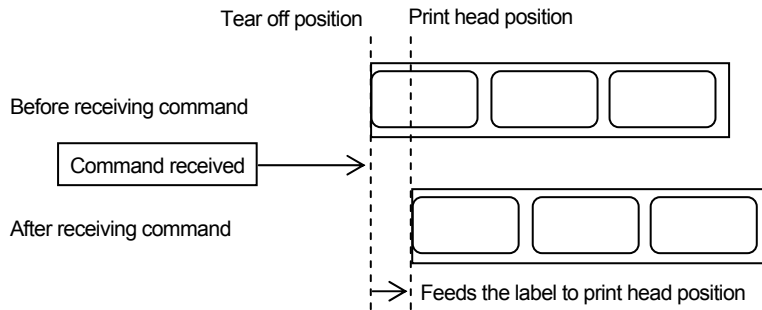 Tear off position
Print head position
Before receiving command
Command received
After receiving command
Feeds the label to print head position